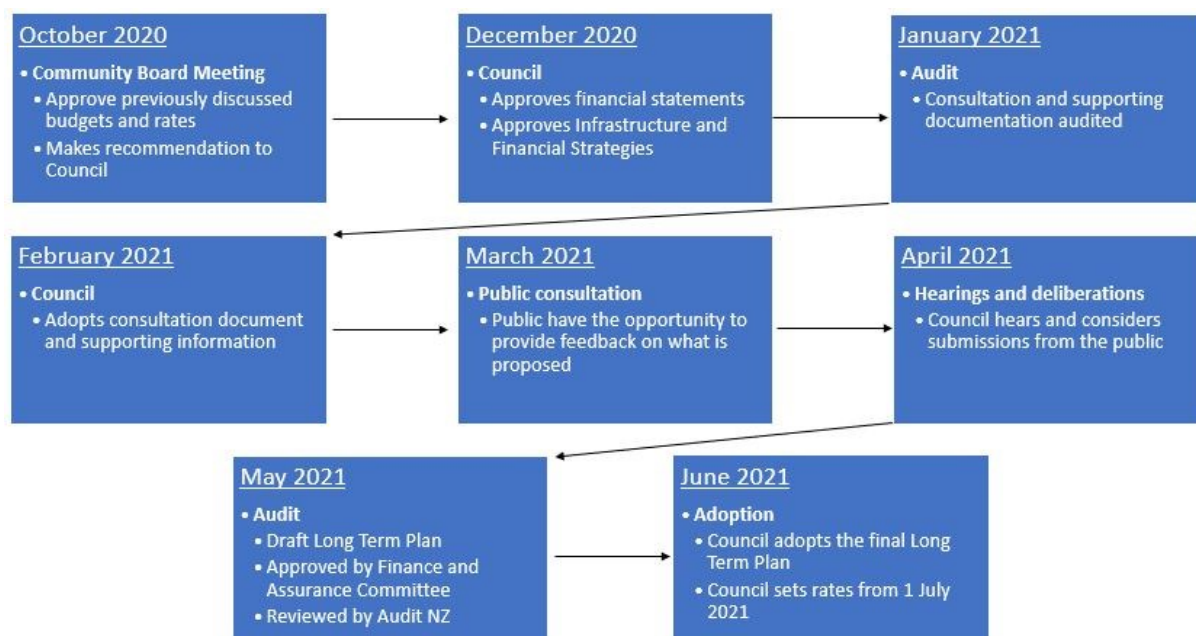 October 2020
• Community Board Meeting
• Approve previously discussed
budgets and rates
• Makes recommendation to
Council
December 2020
• Council
• Approves financial statements
• Approves Infrastructure and
Financial Strategies
January 2021
• Audit
• Consultation and supporting
documentation audited
February 2021
• Council
• Adopts consultation document
and supporting information
March 2021
• Public consultation
• Public have the opportunity to
provide feedback on what is
proposed
April 2021
• Hearings and deliberations
• Council hears and considers
submissions from the public
May 2021
• Audit
• Draft Long Term Plan
• Approved by Finance and
Assurance Committee
• Reviewed by Audit NZ
June 2021
• Adoption
• Council adopts the final Long
Term Plan
• Council sets rates from 1 July
2021